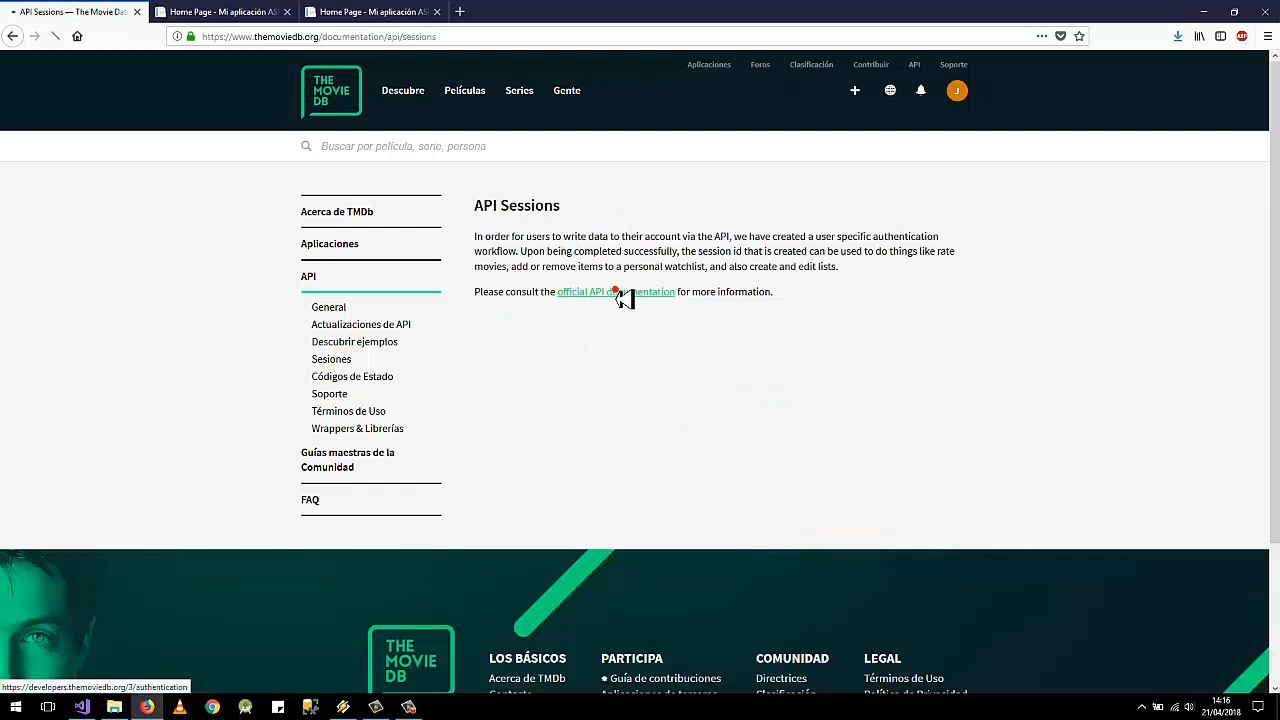 API Sessions — The Movie Dat
Home Page - Mi aplicación AS
Home Page - Mi aplicación AS
https://www.themoviedb.org/documentation/api/sessions
Aplicaciones Foros Clasificación Contribuir API Soporte
THE
MOVIE
DB
Descubre Películas Series Gente
J
Buscar por película, serie, persona
Acerca de TMDb
Aplicaciones
API
General
Actualizaciones de API
Descubrir ejemplos
Sesiones
Códigos de Estado
Soporte
Términos de Uso
Wrappers & Librerías
Guías maestras de la
Comunidad
FAQ
API Sessions
In order for users to write data to their account via the API, we have created a user specific authentication
workflow. Upon being completed successfully, the session id that is created can be used to do things like rate
movies, add or remove items to a personal watchlist, and also create and edit lists.
Please consult the official API documentation for more information.
THE
MOVIE
DB
LOS BÁSICOS
Acerca de TMDb
PARTICIPA
Guía de contribuciones
Aplicaciones de terceros
COMUNIDAD
Directrices
Clasificación
LEGAL
Términos de Uso
Política de Privacidad
https://developers.themoviedb.org/3/authentication
14:16
21/04/2018